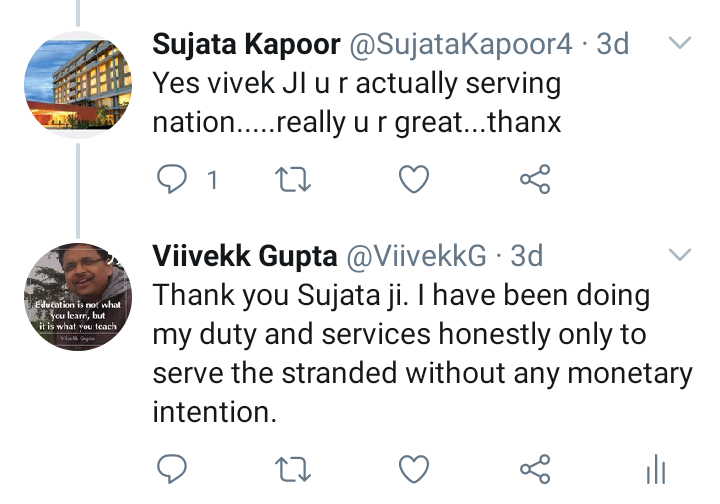 Sujata Kapoor @SujataKapoor4 · 3d
Yes vivek JI u r actually serving
nation.....really u r great...thanx
1
Viivekk Gupta @ViivekkG · 3d
Education is not what
you learn, but
it is what you teach
Viivekk Gupta
Thank you Sujata ji. I have been doing
my duty and services honestly only to
serve the stranded without any monetary
intention.